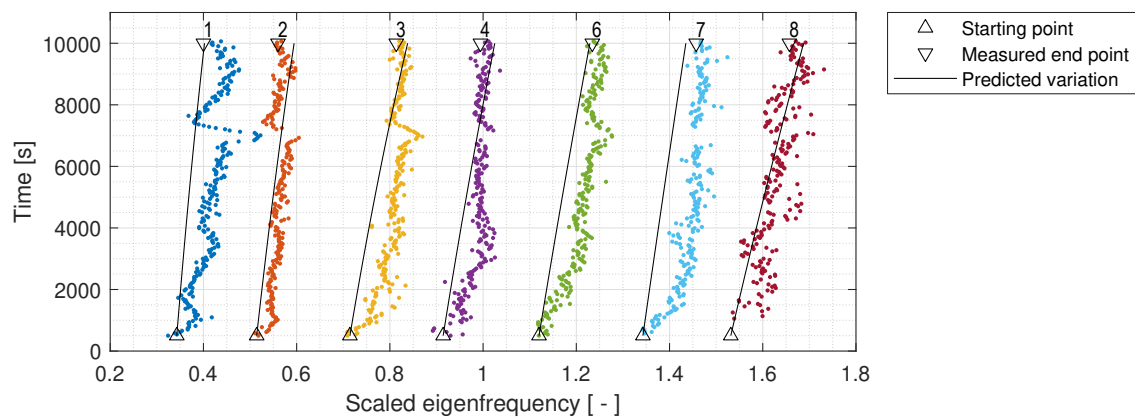 1 2 3 4 6 7 8
Starting point
Measured end point
Predicted variation
10000
8000
6000
4000
2000
0
Time [s]
0.2 0.4 0.6 0.8 1 1.2 1.4 1.6 1.8
Scaled eigenfrequency [ - ]